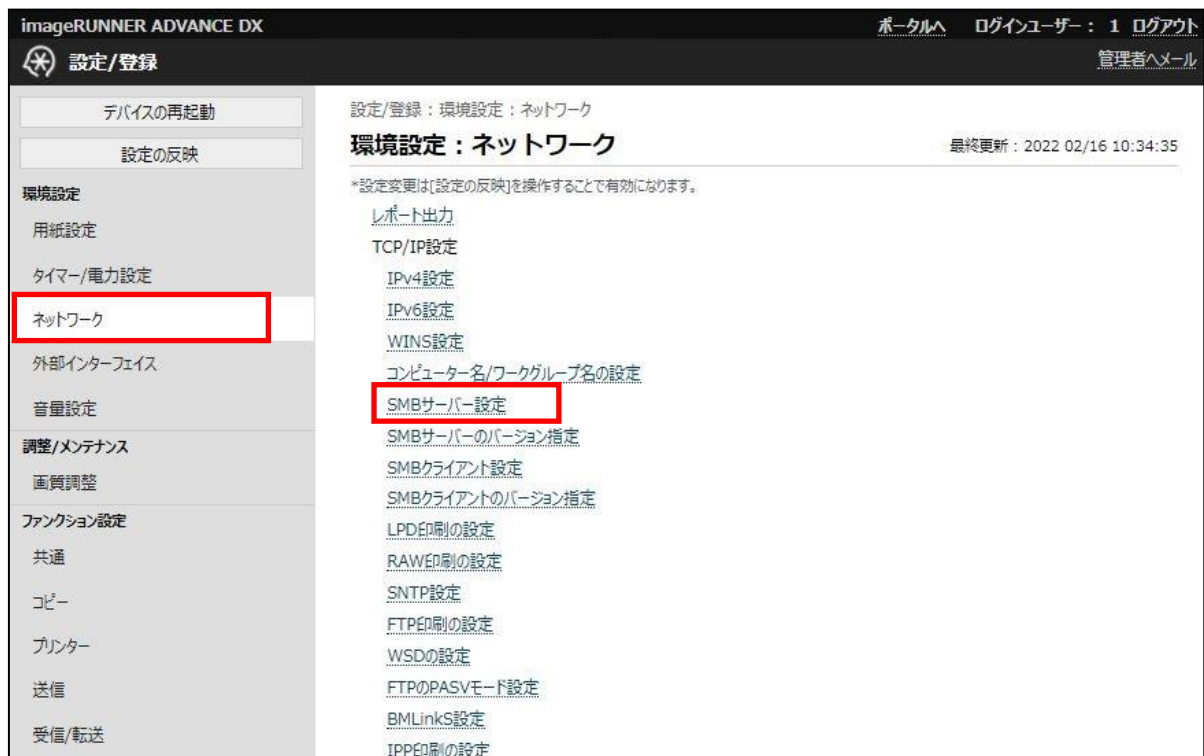 imageRUNNER ADVANCE DX
ポータルへ ログインユーザー： 1 ログアウト
設定/登録
管理者へメール
デバイスの再起動
設定の反映
環境設定
用紙設定
タイマー/電力設定
ネットワーク
外部インターフェイス
音量設定
調整/メンテナンス
画質調整
ファンクション設定
共通
コピー
プリンター
送信
受信/転送
設定/登録：環境設定：ネットワーク
環境設定：ネットワーク
最終更新：2022 02/16 10:34:35
*設定変更は[設定の反映]を操作することで有効になります。
レポート出力
TCP/IP設定
IPv4設定
IPv6設定
WINS設定
コンピューター名/ワークグループ名の設定
SMBサーバー設定
SMBサーバーのバージョン指定
SMBクライアント設定
SMBクライアントのバージョン指定
LPD印刷の設定
RAW印刷の設定
SNTP設定
FTP印刷の設定
WSDの設定
FTPのPASVモード設定
BMLinkS設定
IPP印刷の設定